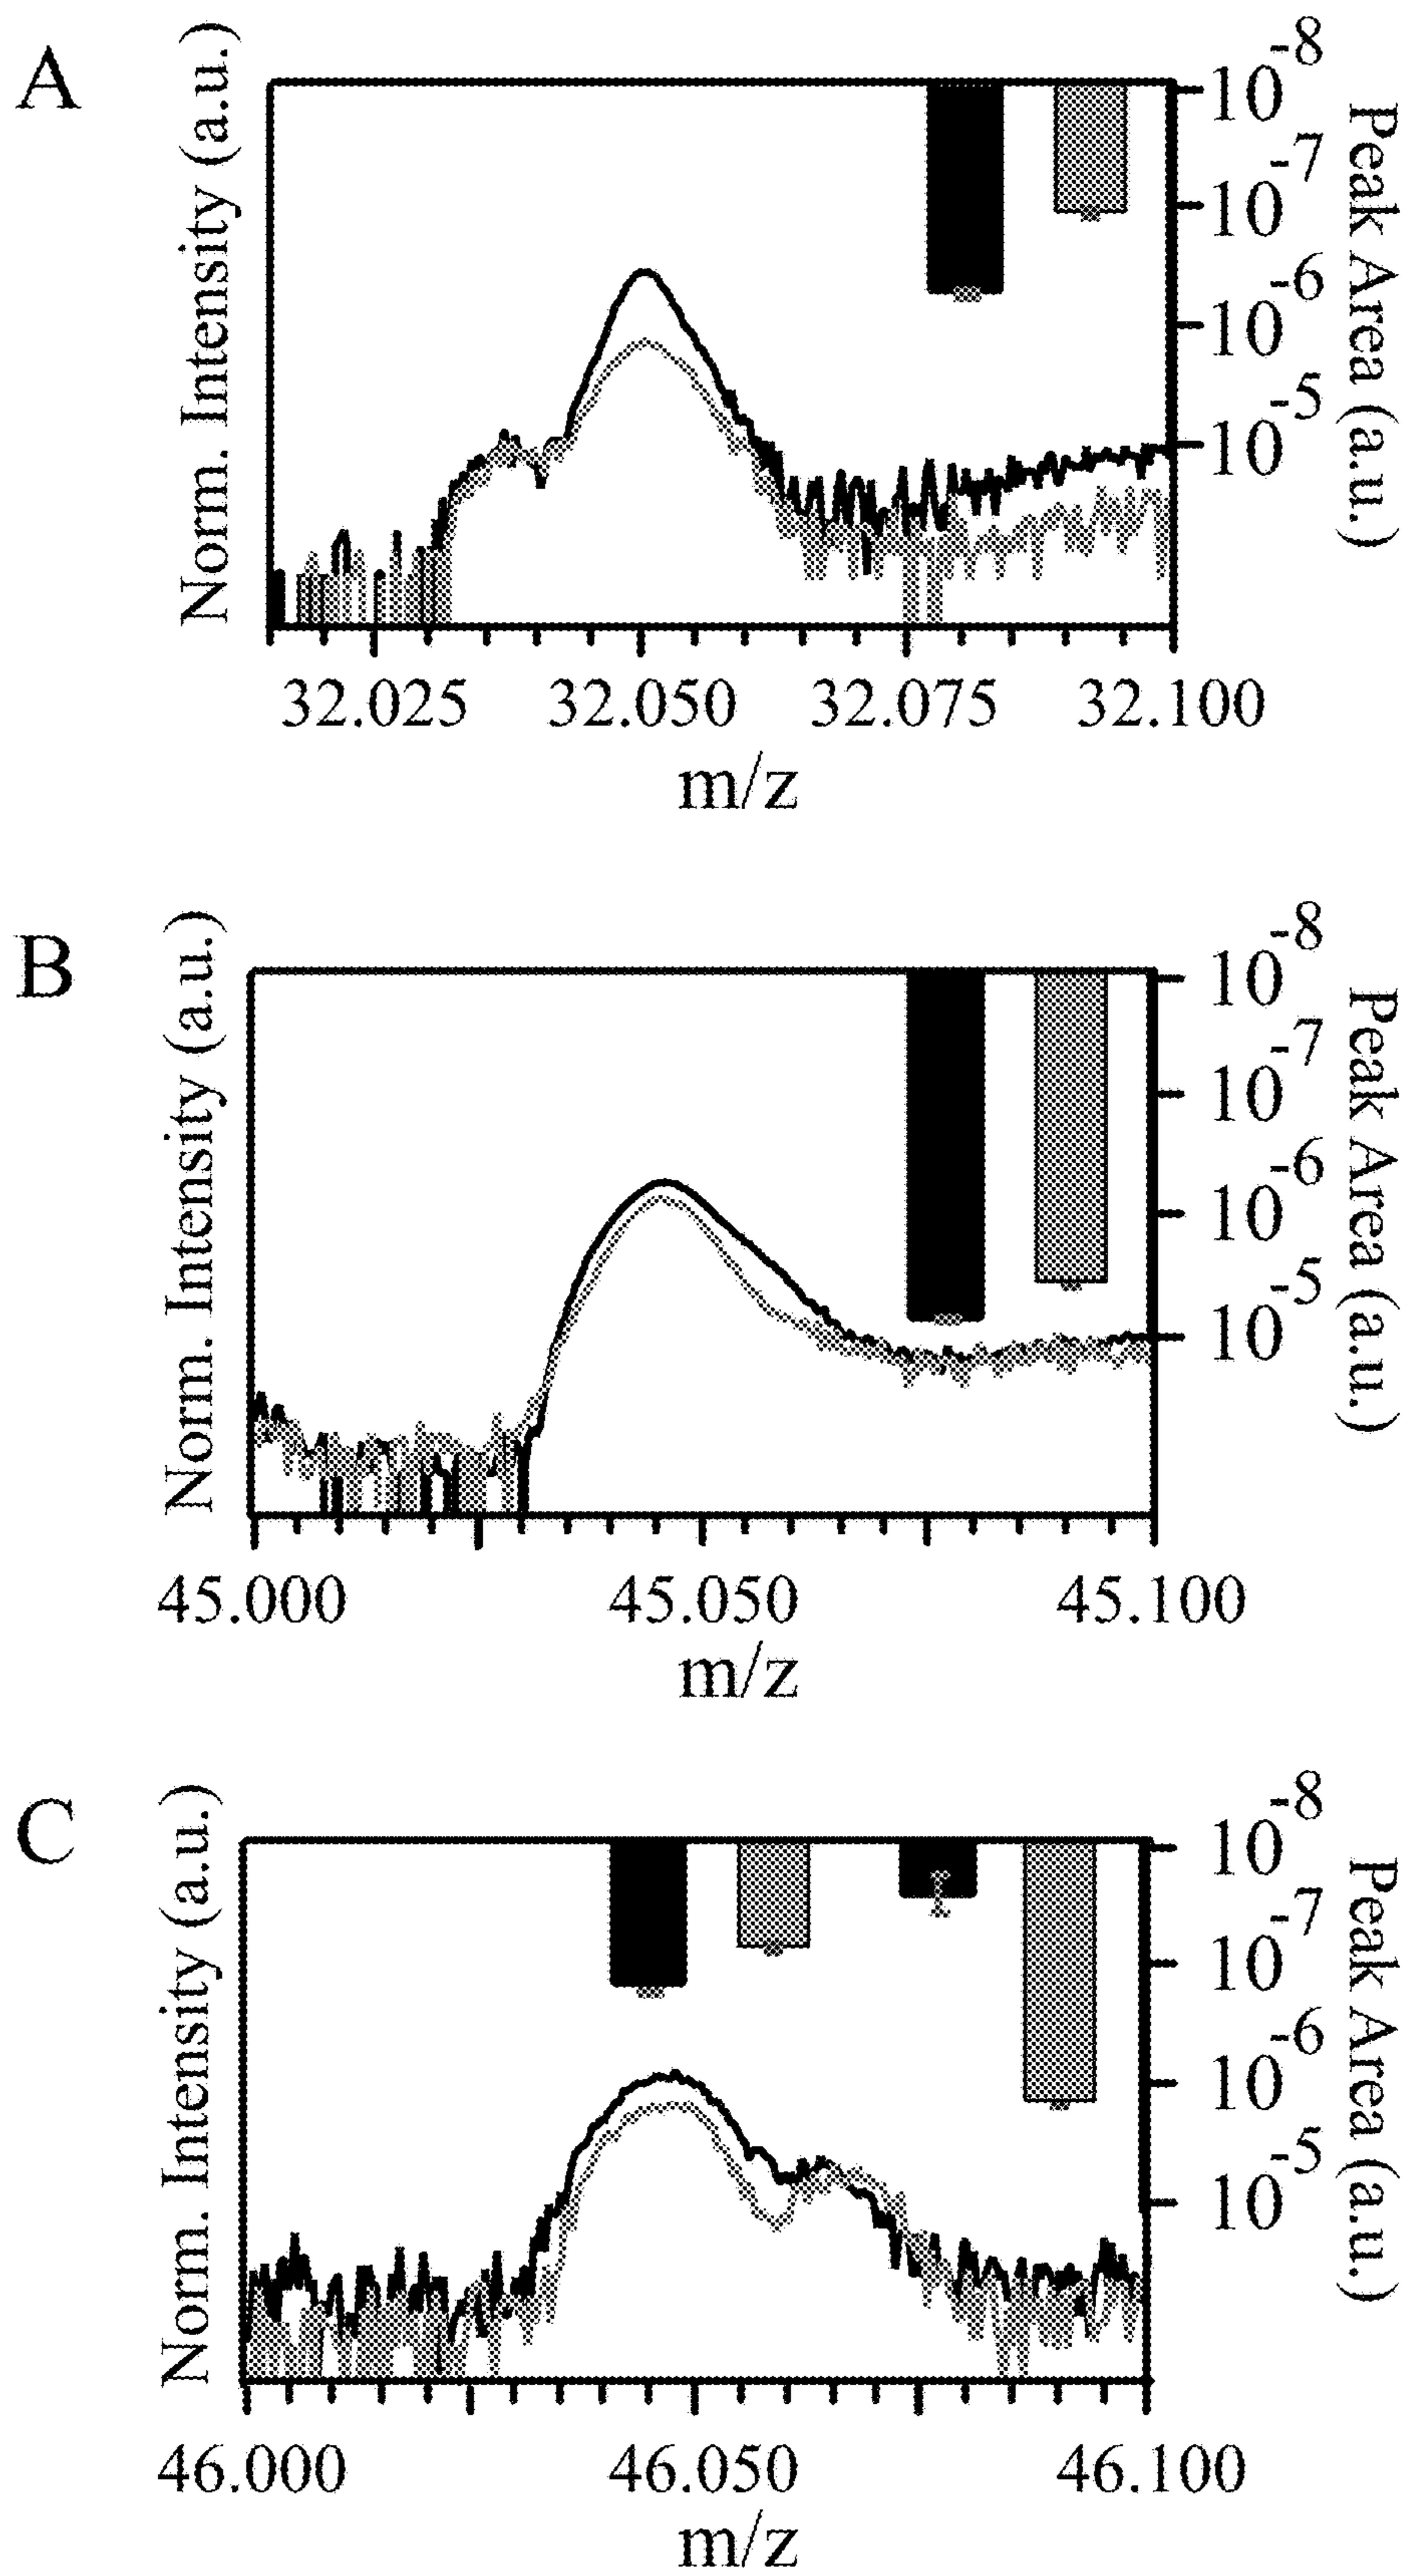 A
Norm. Intensity (a.u.)
10-8
10-7
10-6
10-5
Peak Area (a.u.)
32.025 32.050 32.075 32.100
m/z
B
Norm. Intensity (a.u.)
10-8
10-7
10-6
10-5
Peak Area (a.u.)
45.000 45.050 45.100
m/z
C
Norm. Intensity (a.u.)
10-8
10-7
10-6
10-5
Peak Area (a.u.)
46.000 46.050 46.100
m/z